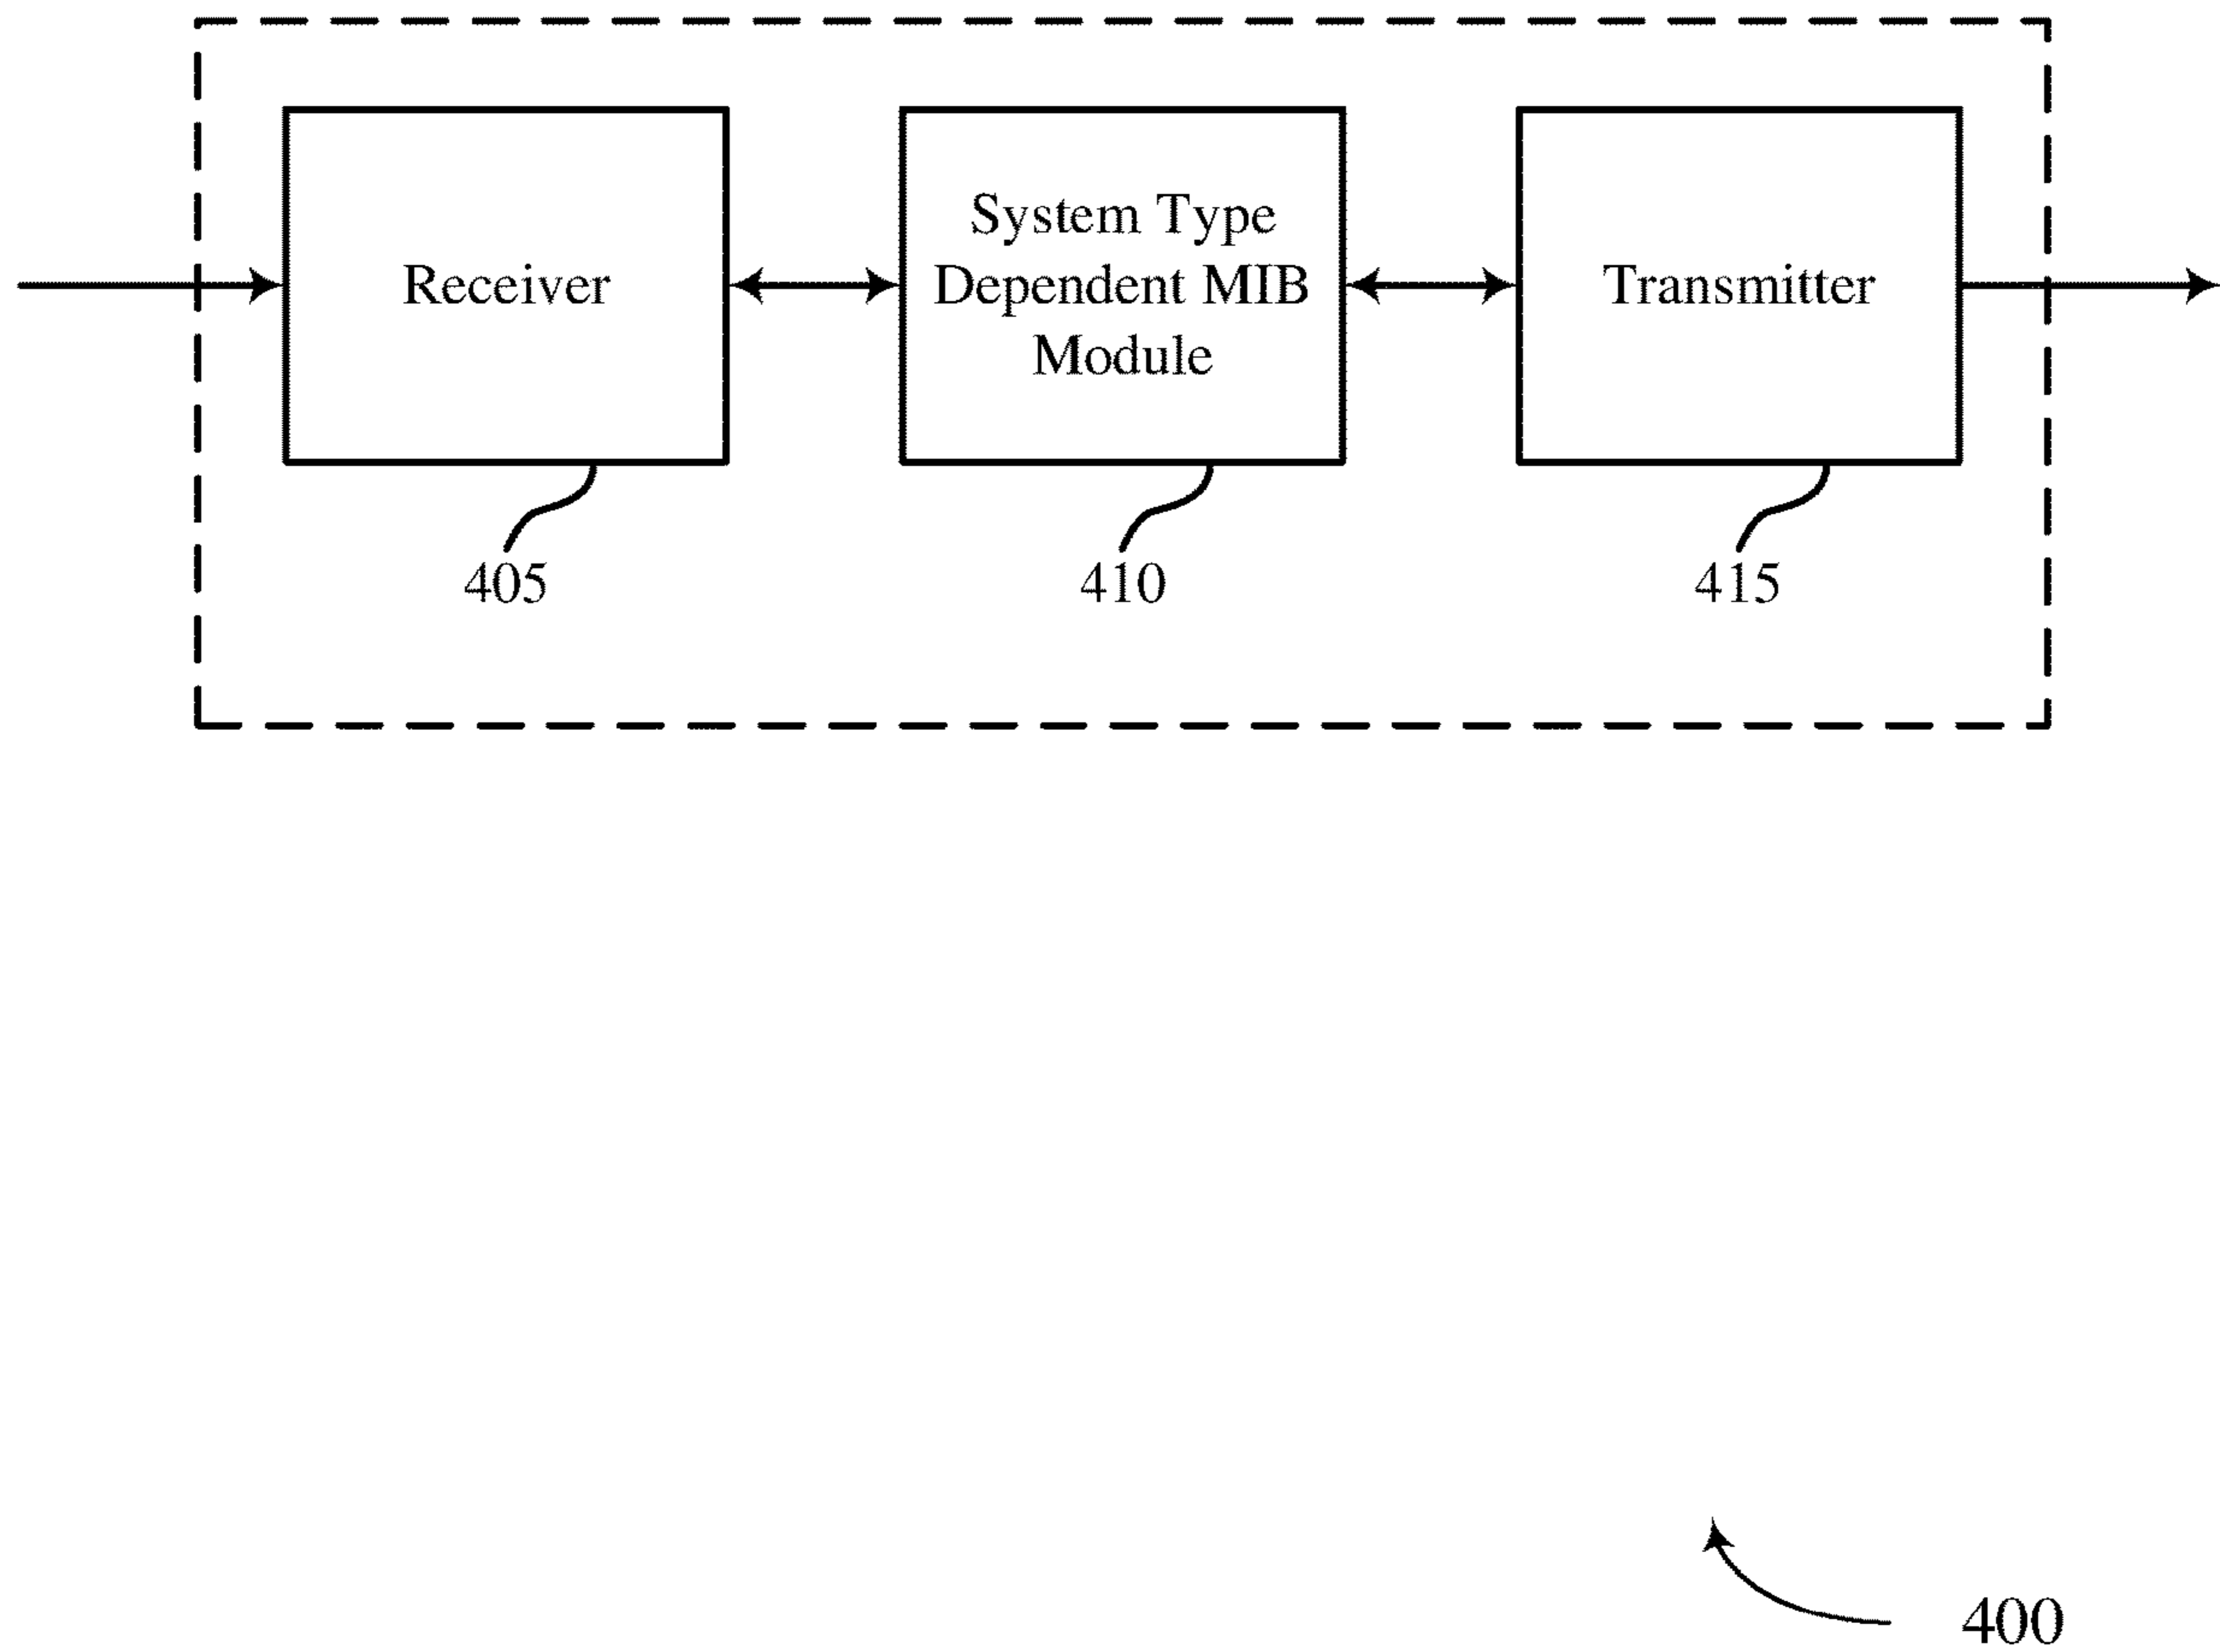 Receiver
System Type
Dependent MIB
Module
Transmitter
405
410
415
400